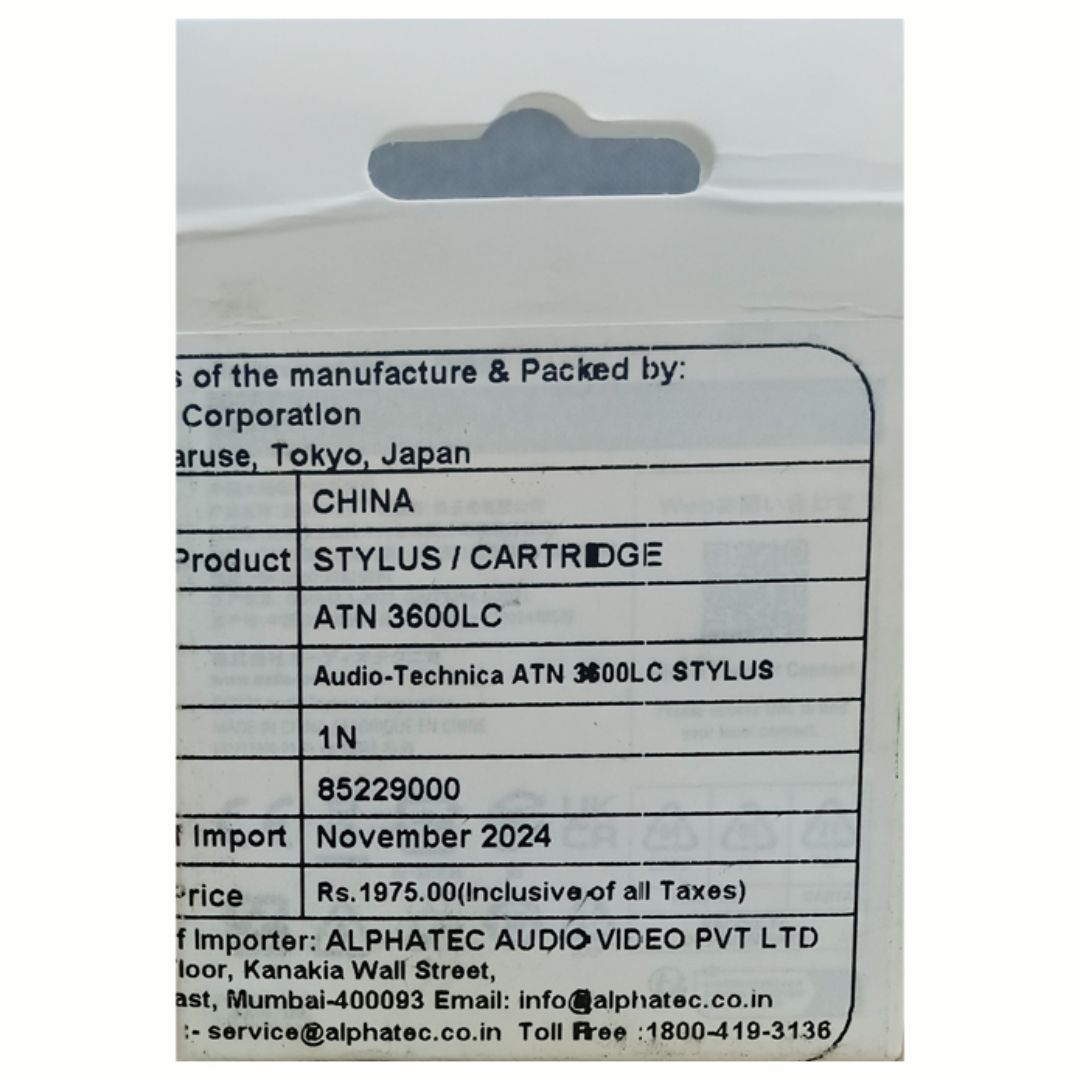 of the manufacture & Packed by:
Corporation
aruse, Tokyo, Japan
CHINA
Product STYLUS / CARTRIDGE
ATN 3600LC
Audio-Technica ATN 3600LC STYLUS
1N
85229000
f Import November 2024
rice Rs.1975.00(Inclusive of all Taxes)
f Importer: ALPHATEC AUDIO VIDEO PVT LTD
loor, Kanakia Wall Street,
ast, Mumbai-400093 Email: info@alphatec.co.in
:- service@alphatec.co.in Toll Free :1800-419-3136